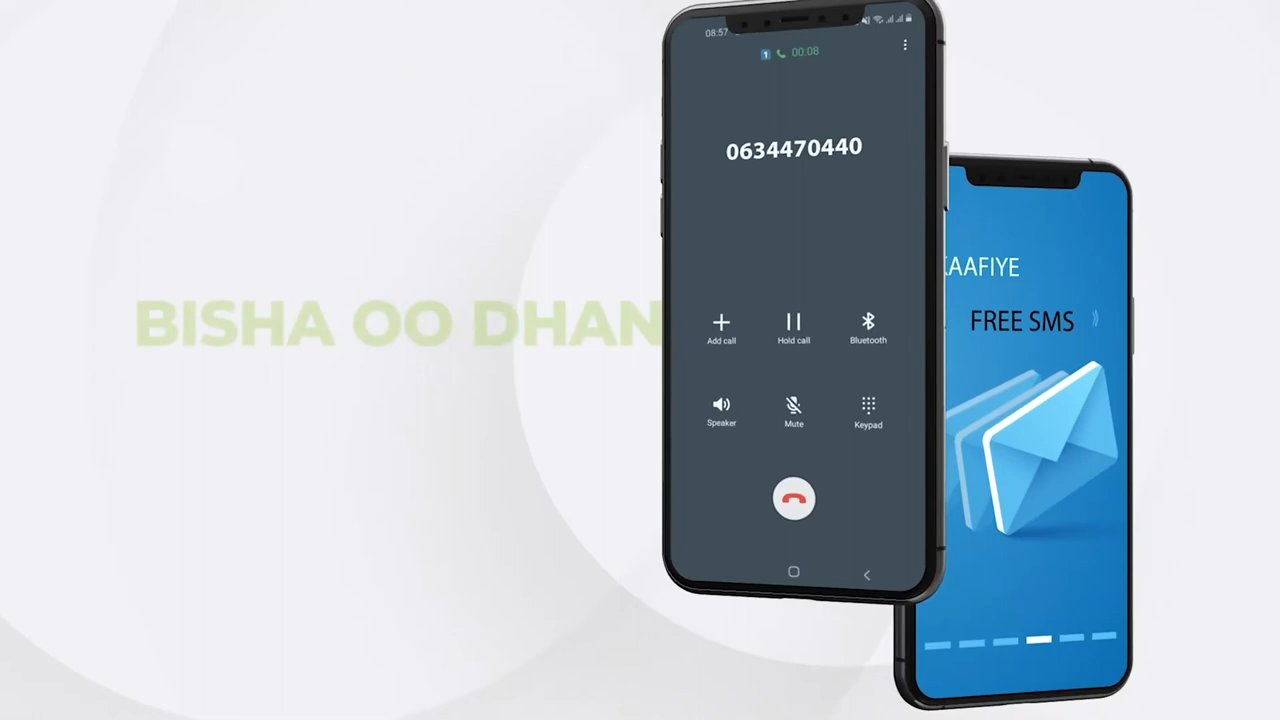 BISHA OO DHAN
08:57
1 00:08
0634470440
Add call
Hold call
Bluetooth
Speaker
Mute
Keypad
KAAFIYE
FREE SMS